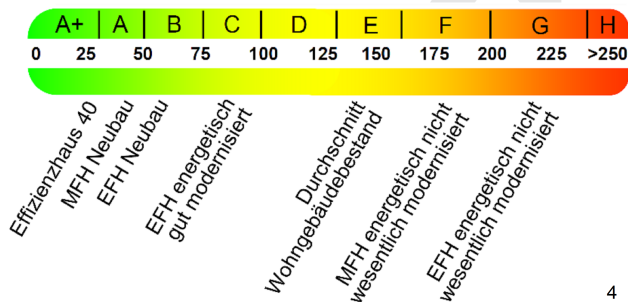 A+ A B C D E F G H
0 25 50 75 100 125 150 175 200 225 >250
Effizienzhaus 40
MFH Neubau
EFH Neubau
EFH energetisch
gut modernisiert
Durchschnitt
Wohngebäudebestand
MFH energetisch nicht
wesentlich modernisiert
EFH energetisch nicht
wesentlich modernisiert
4